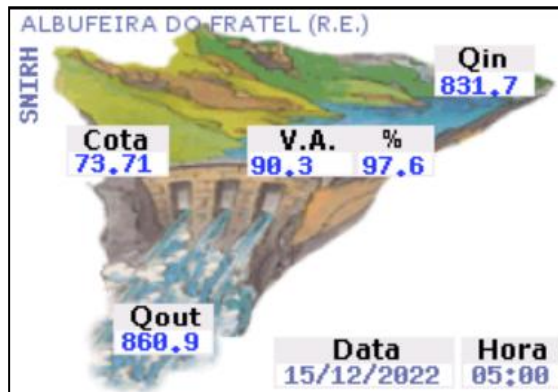 ALBUFEIRA DO FRATEL (R.E.)
SNIRH
Qin
831.7
Cota
73.71
V.A. %
90.3 97.6
Qout
860.9
Data Hora
15/12/2022 05:00